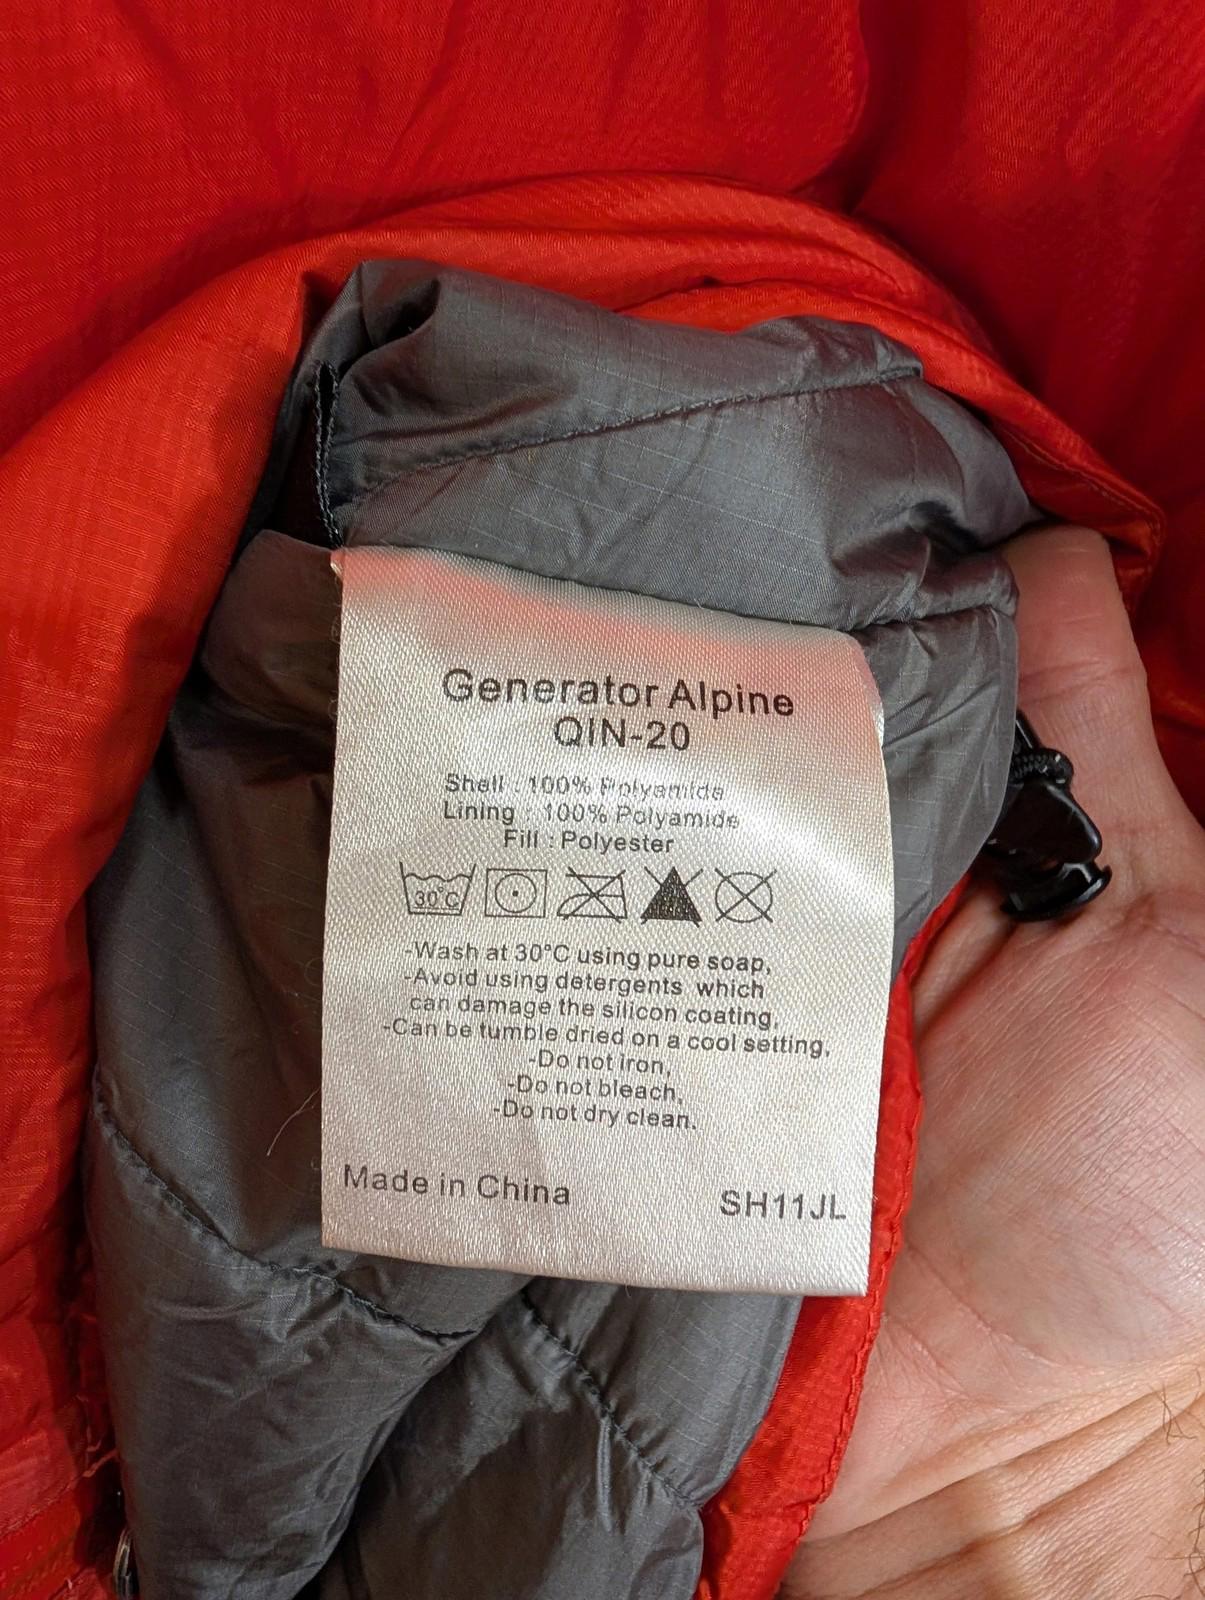 Generator Alpine
QIN-20
Shell : 100% Polyamide
Lining : 100% Polyamide
Fill : Polyester
30°C
-Wash at 30°C using pure soap,
-Avoid using detergents which
can damage the silicon coating,
-Can be tumble dried on a cool setting,
-Do not iron,
-Do not bleach,
-Do not dry clean.
Made in China
SH11JL